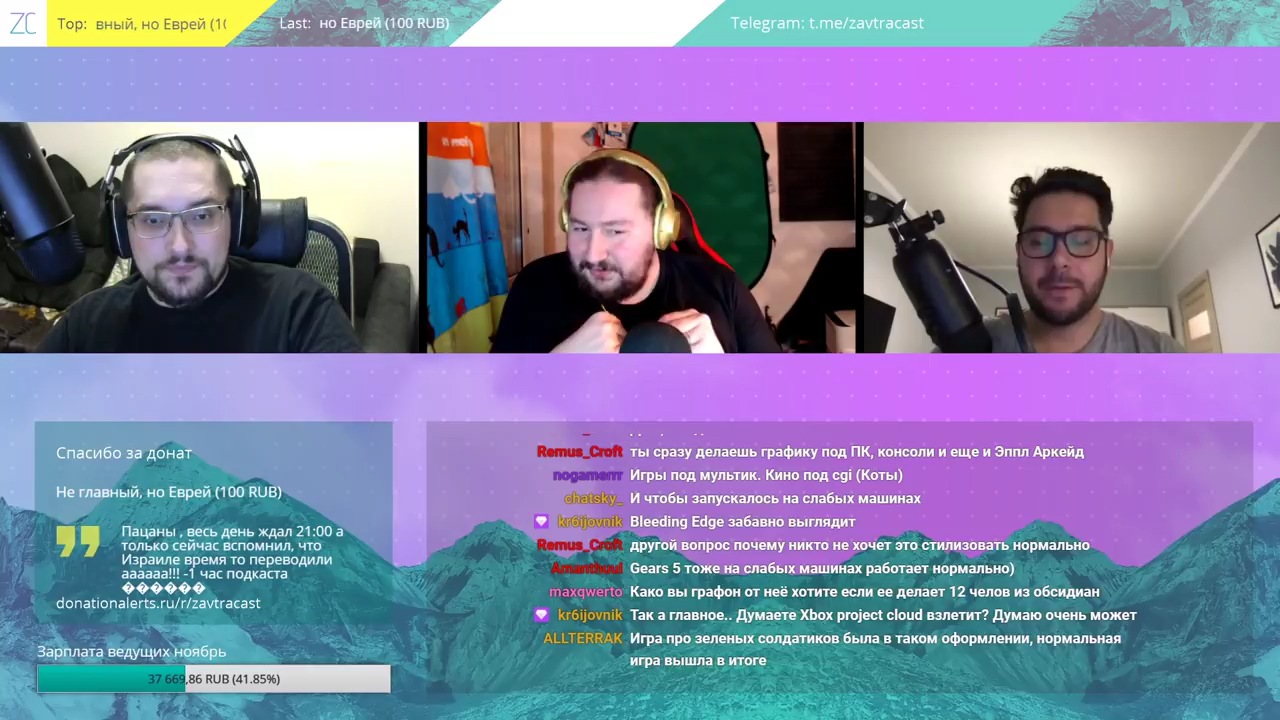 ZC
Top: вный, но Еврей (10
Last: но Еврей (100 RUB)
Telegram: t.me/zavtracast
Спасибо за донат
Не главный, но Еврей (100 RUB)
Пацаны , весь день ждал 21:00 а
только сейчас вспомнил, что
Израиле время то переводили
аааааа!!! -1 час подкаста
������
donationalerts.ru/r/zavtracast
Зарплата ведущих ноябрь
37 669,86 RUB (41.85%)
Remus_Croft ты сразу делаешь графику под ПК, консоли и еще и Эппл Аркейд
nogamerrr Игры под мультик. Кино под cgi (Коты)
chatsky_ И чтобы запускалось на слабых машинах
kr6ijovnik Bleeding Edge забавно выглядит
Remus_Croft другой вопрос почему никто не хочет это стилизовать нормально
Amanthuul Gears 5 тоже на слабых машинах работает нормально)
maxqwerto Како вы графон от неё хотите если ее делает 12 человек из обсидиан
kr6ijovnik Так а главное.. Думаете Xbox project cloud взлетит? Думаю очень может
ALLTERRAK Игра про зеленых солдатиков была в таком оформлении, нормальная
игра вышла в итоге